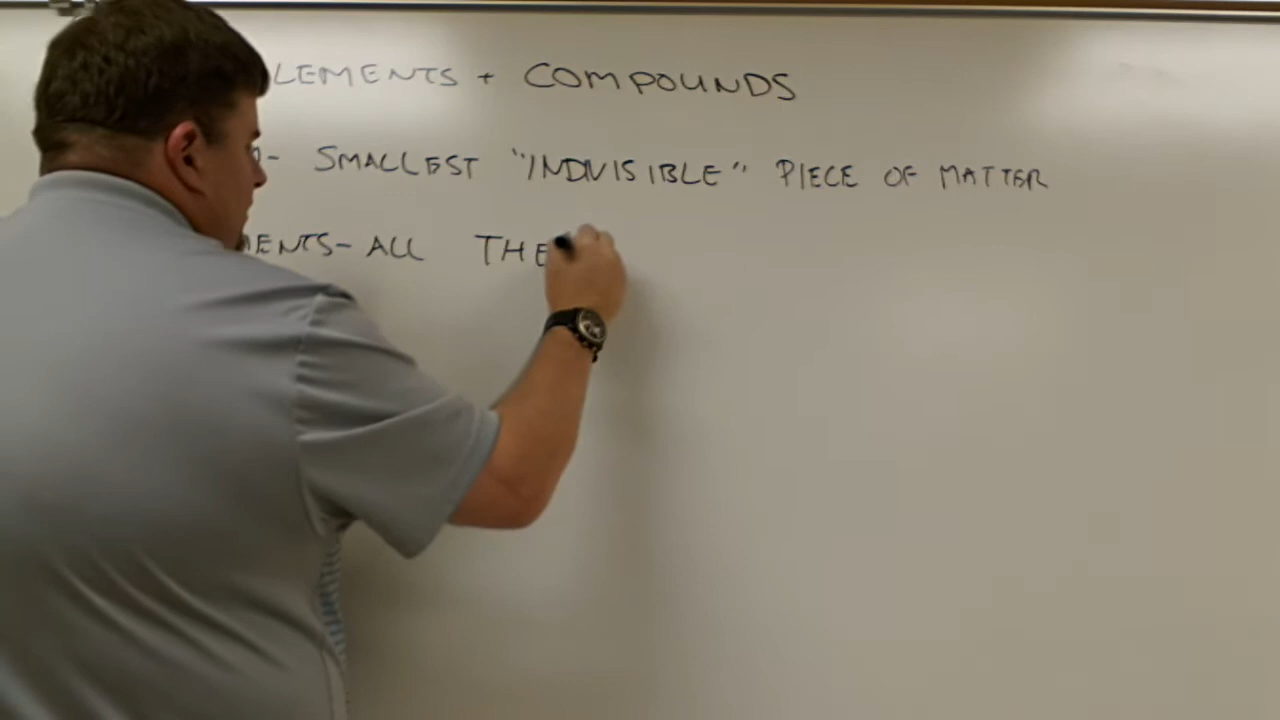 LEMENTS + COMPOUNDS
- SMALLEST "INDIVISIBLE" PIECE OF MATTER
ENTS- ALL THE